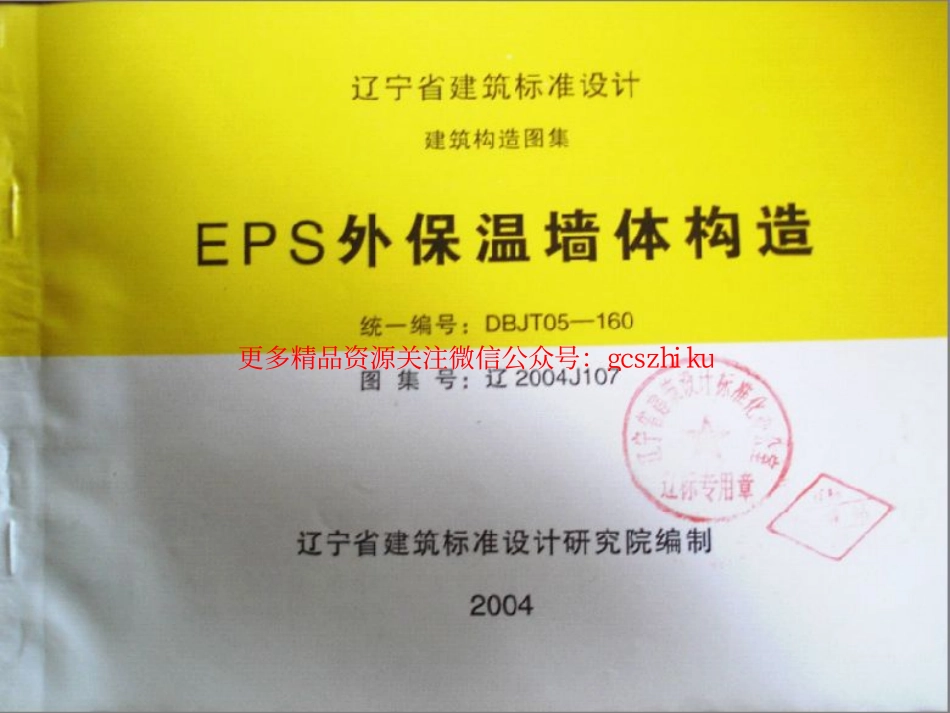 辽宁省建筑标准设计
建筑构造图集
EPS外保温墙体构造
统一编号：DBJT05—160
更多精品资源关注微信公众号：gcszhi ku
图 集 号：辽 2004J107
辽标专用章
辽宁省建筑标准设计研究院编制
2004